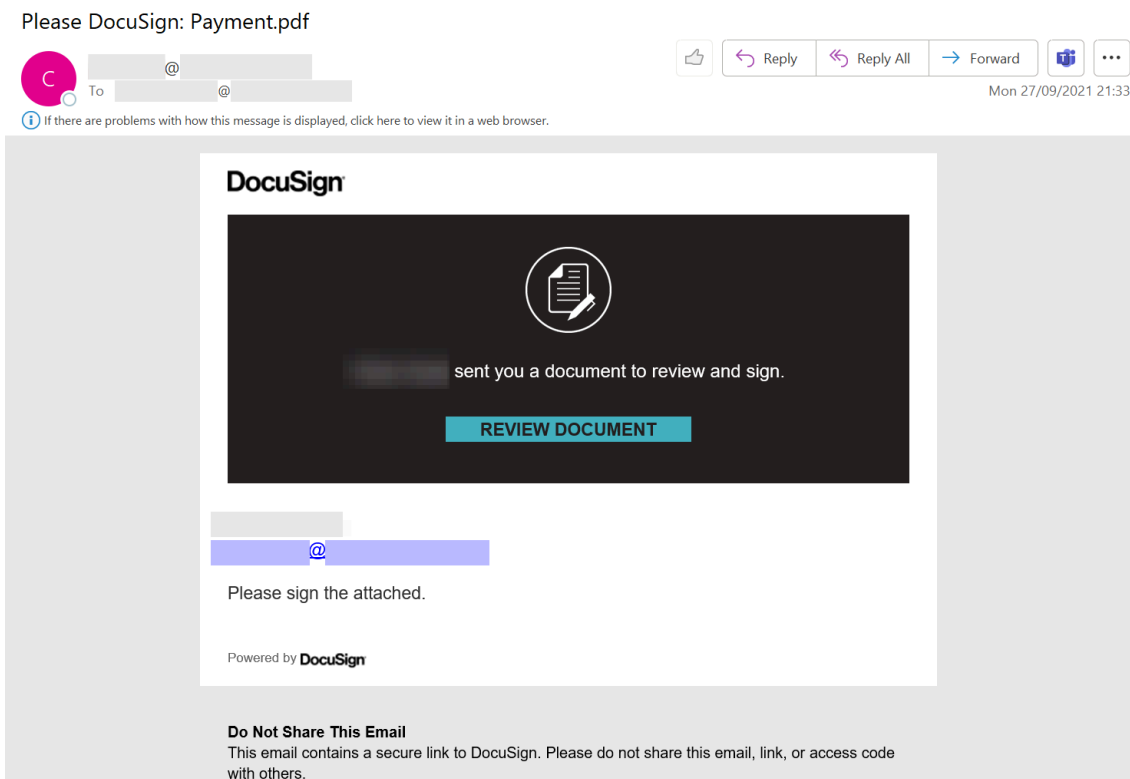 Please DocuSign: Payment.pdf
C
@
To @
Reply
Reply All
Forward
Mon 27/09/2021 21:33
If there are problems with how this message is displayed, click here to view it in a web browser.
DocuSign
sent you a document to review and sign.
REVIEW DOCUMENT
@
Please sign the attached.
Powered by DocuSign
Do Not Share This Email
This email contains a secure link to DocuSign. Please do not share this email, link, or access code
with others.